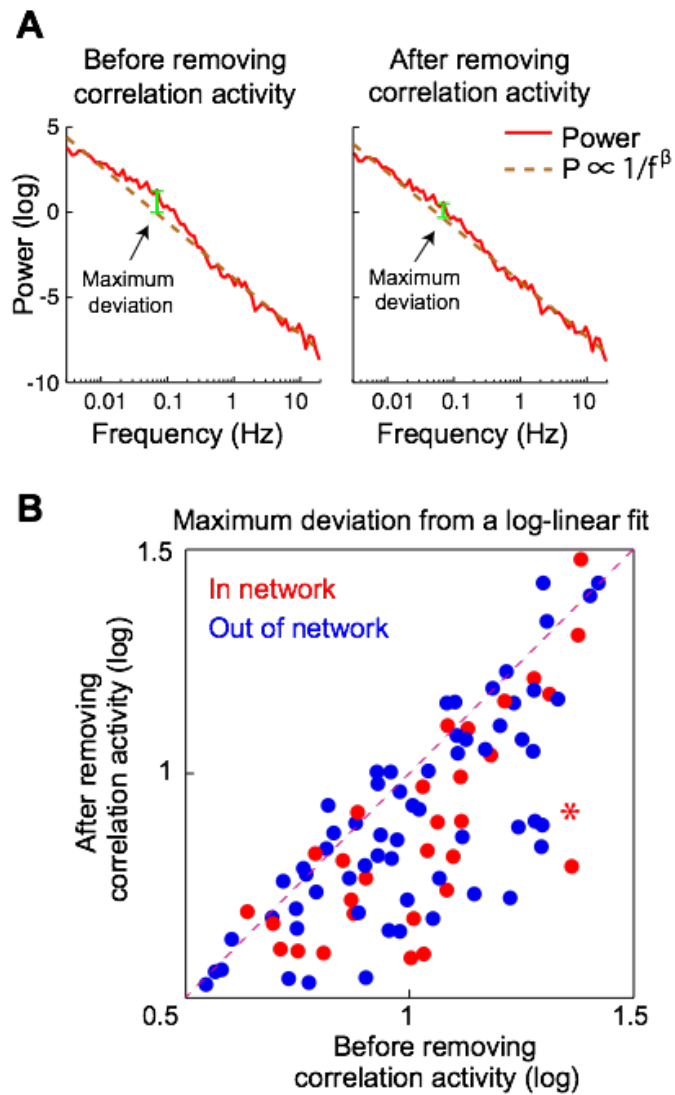 A
Before removing
correlation activity
After removing
correlation activity
5
0
-5
-10
Power (log)
Maximum
deviation
Maximum
deviation
Power
P ∝ 1/f^β
0.01 0.1 1 10
0.01 0.1 1 10
Frequency (Hz)
Frequency (Hz)
B
Maximum deviation from a log-linear fit
1.5
In network
Out of network
After removing
correlation activity (log)
1
*
0.5
1
1.5
Before removing
correlation activity (log)